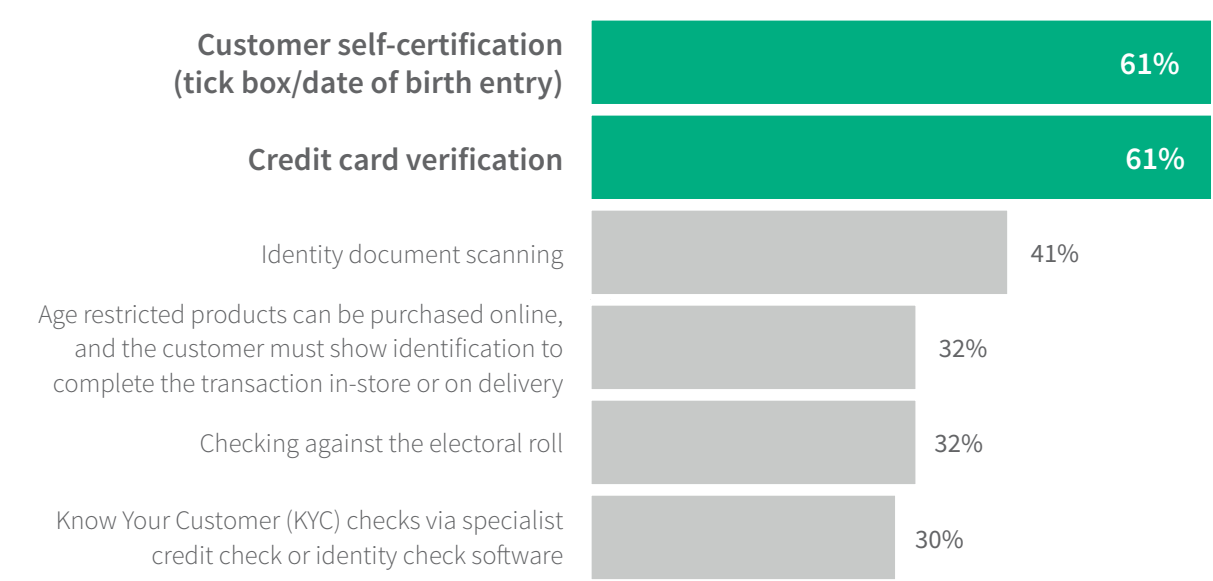 Customer self-certification
(tick box/date of birth entry)
61%
Credit card verification
61%
Identity document scanning
41%
Age restricted products can be purchased online,
and the customer must show identification to
complete the transaction in-store or on delivery
32%
Checking against the electoral roll
32%
Know Your Customer (KYC) checks via specialist
credit check or identity check software
30%